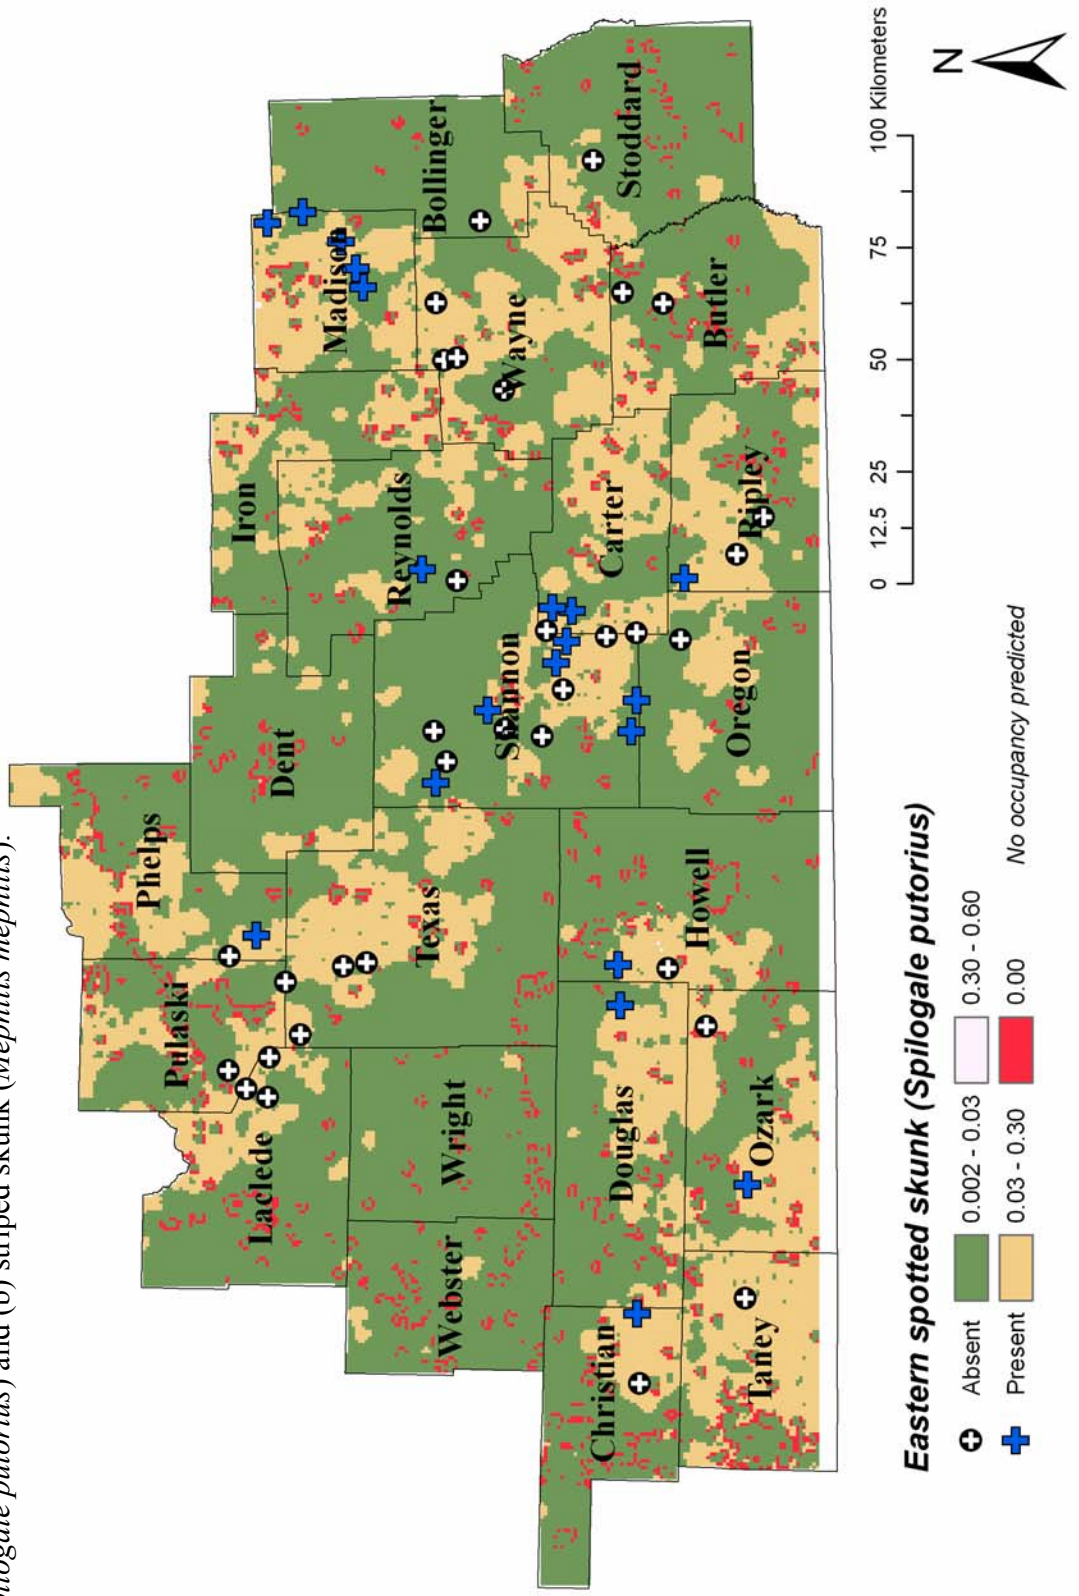 ilogale putorius) and (b) striped skunk (Mephitis mephitis).
Phelps
Pulaski
Dent
Iron
Madison
Bollinger
Laclede
Texas
Reynolds
Webster
Wright
Shannon
Wayne
Stoddard
Christian
Douglas
Howell
Carter
Butler
Taney
Ozark
Oregon
Ripley
Eastern spotted skunk (Spilogale putorius)
Absent 0.002 - 0.03 0.30 - 0.60
Present 0.03 - 0.30 0.00 No occupancy predicted
0 12.5 25 50 75 100 Kilometers
N